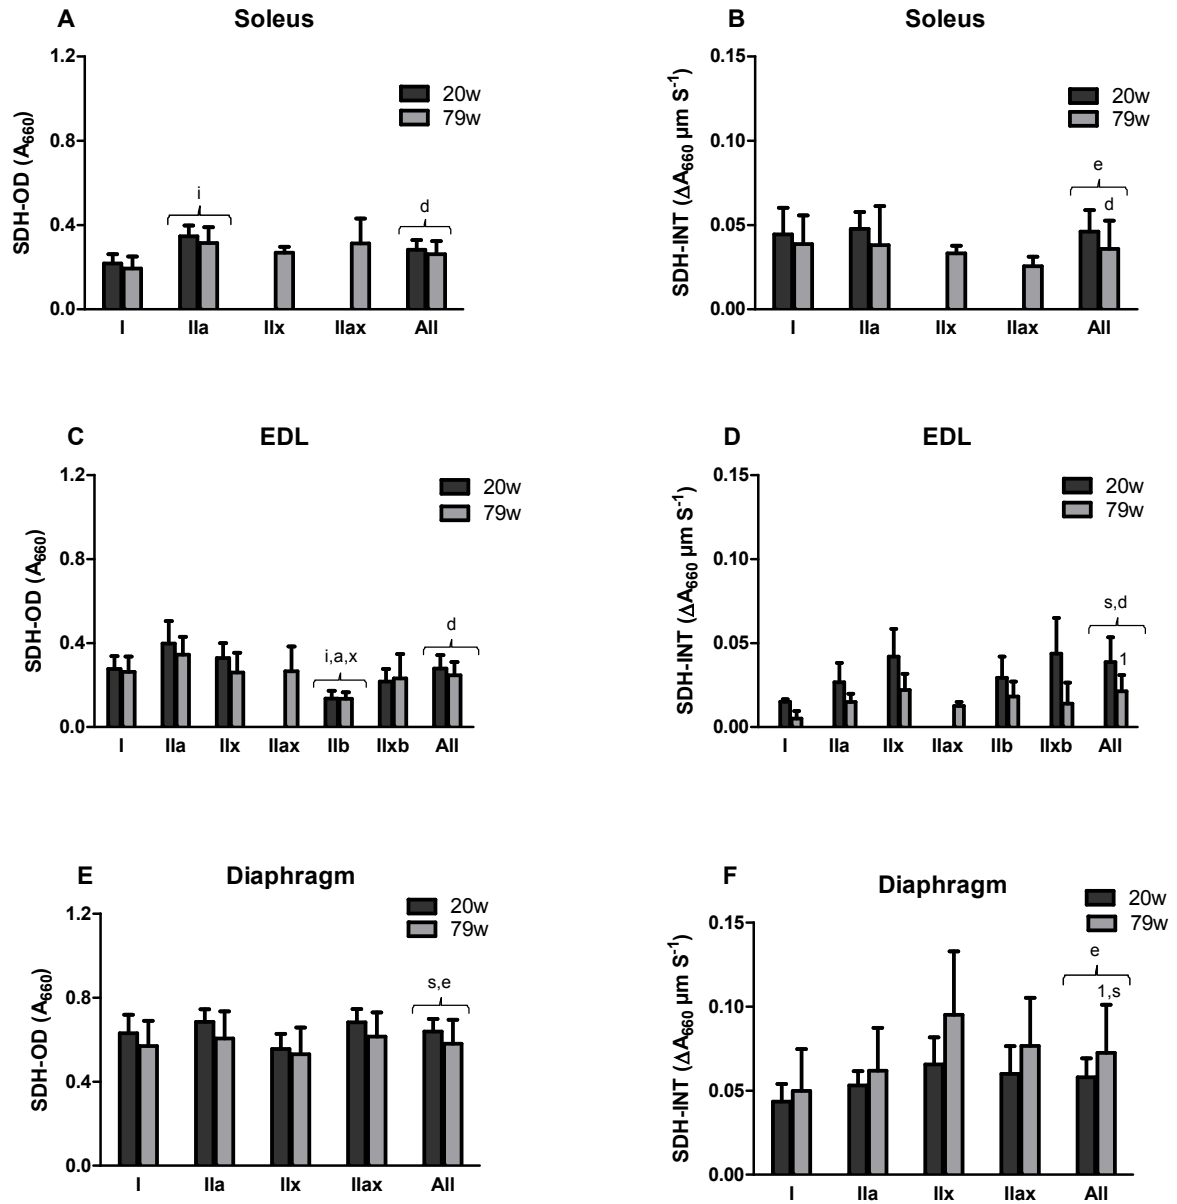 A
Soleus
SDH-OD (A660)
1.2
0.8
0.4
0.0
20w
79w
i
d
I IIa IIx IIax All
B
Soleus
SDH-INT (ΔA660 µm S-1)
0.15
0.10
0.05
0.00
20w
79w
e
d
I IIa IIx IIax All
C
EDL
SDH-OD (A660)
1.2
0.8
0.4
0.0
20w
79w
i,a,x
d
I IIa IIx IIax IIb IIxb All
D
EDL
SDH-INT (ΔA660 µm S-1)
0.15
0.10
0.05
0.00
20w
79w
s,d
1
I IIa IIx IIax IIb IIxb All
E
Diaphragm
SDH-OD (A660)
1.2
0.8
0.4
0.0
20w
79w
s,e
I IIa IIx IIax All
F
Diaphragm
SDH-INT (ΔA660 µm S-1)
0.15
0.10
0.05
0.00
20w
79w
e
1,s
I IIa IIx IIax All